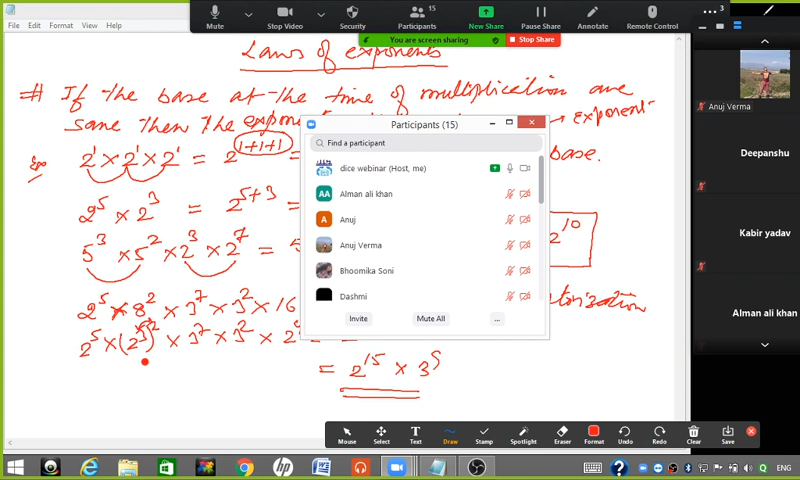 15
Mute
Stop Video
Security
Participants
New Share
Pause Share
Annotate
Remote Control
More
File Edit Format View Help
You are screen sharing
Stop Share
Laws of exponents
# If the base at the time of multiplication are
same then the exponent → exponent
Participants (15)
Find a participant
dice webinar (Host, me)
AA Alman ali khan
A Anuj
Anuj Verma
Bhoomika Soni
Dashmi
Invite
Mute All
...
2¹ × 2¹ × 2¹ = 2^(1+1+1) = base.
2⁵ × 2³ = 2^(5+3) =
5³ × 5² × 2³ × 2⁷ = 5
2¹⁰
2⁵ × 8² × 3⁷ × 3² × 16
2⁵ × (2³)² × 3⁷ × 3² × 2
= 2¹⁵ × 3⁹
Anuj Verma
Deepanshu
Kabir yadav
Alman ali khan
Mouse
Select
Text
Draw
Stamp
Spotlight
Eraser
Format
Undo
Redo
Clear
Save
ENG